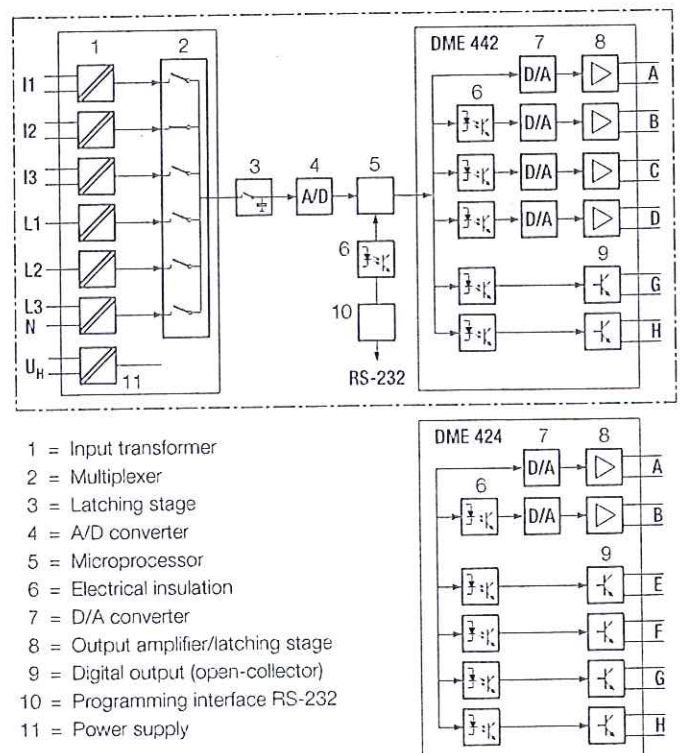 1 2 DME 442 7 8
I1 D/A A
6
I2 D/A B
I3 3 4 5 D/A C
A/D
L1 D/A D
6 9
L2 G
L3 10
N H
UH 11 RS-232
1 = Input transformer
2 = Multiplexer
3 = Latching stage
4 = A/D converter
5 = Microprocessor
6 = Electrical insulation
7 = D/A converter
8 = Output amplifier/latching stage
9 = Digital output (open-collector)
10 = Programming interface RS-232
11 = Power supply
DME 424 7 8
D/A A
6
D/A B
9
E
F
G
H